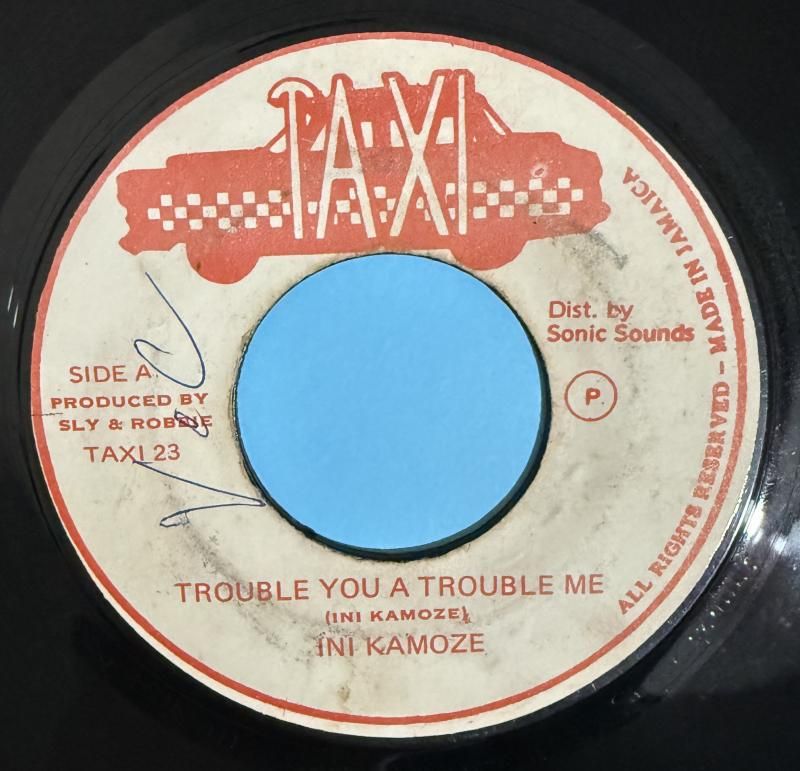 TAXI
Dist. by
Sonic Sounds
P
SIDE A
PRODUCED BY
SLY & ROBBIE
TAXI 23
TROUBLE YOU A TROUBLE ME
(INI KAMOZE)
INI KAMOZE
ALL RIGHTS RESERVED – MADE IN JAMAICA